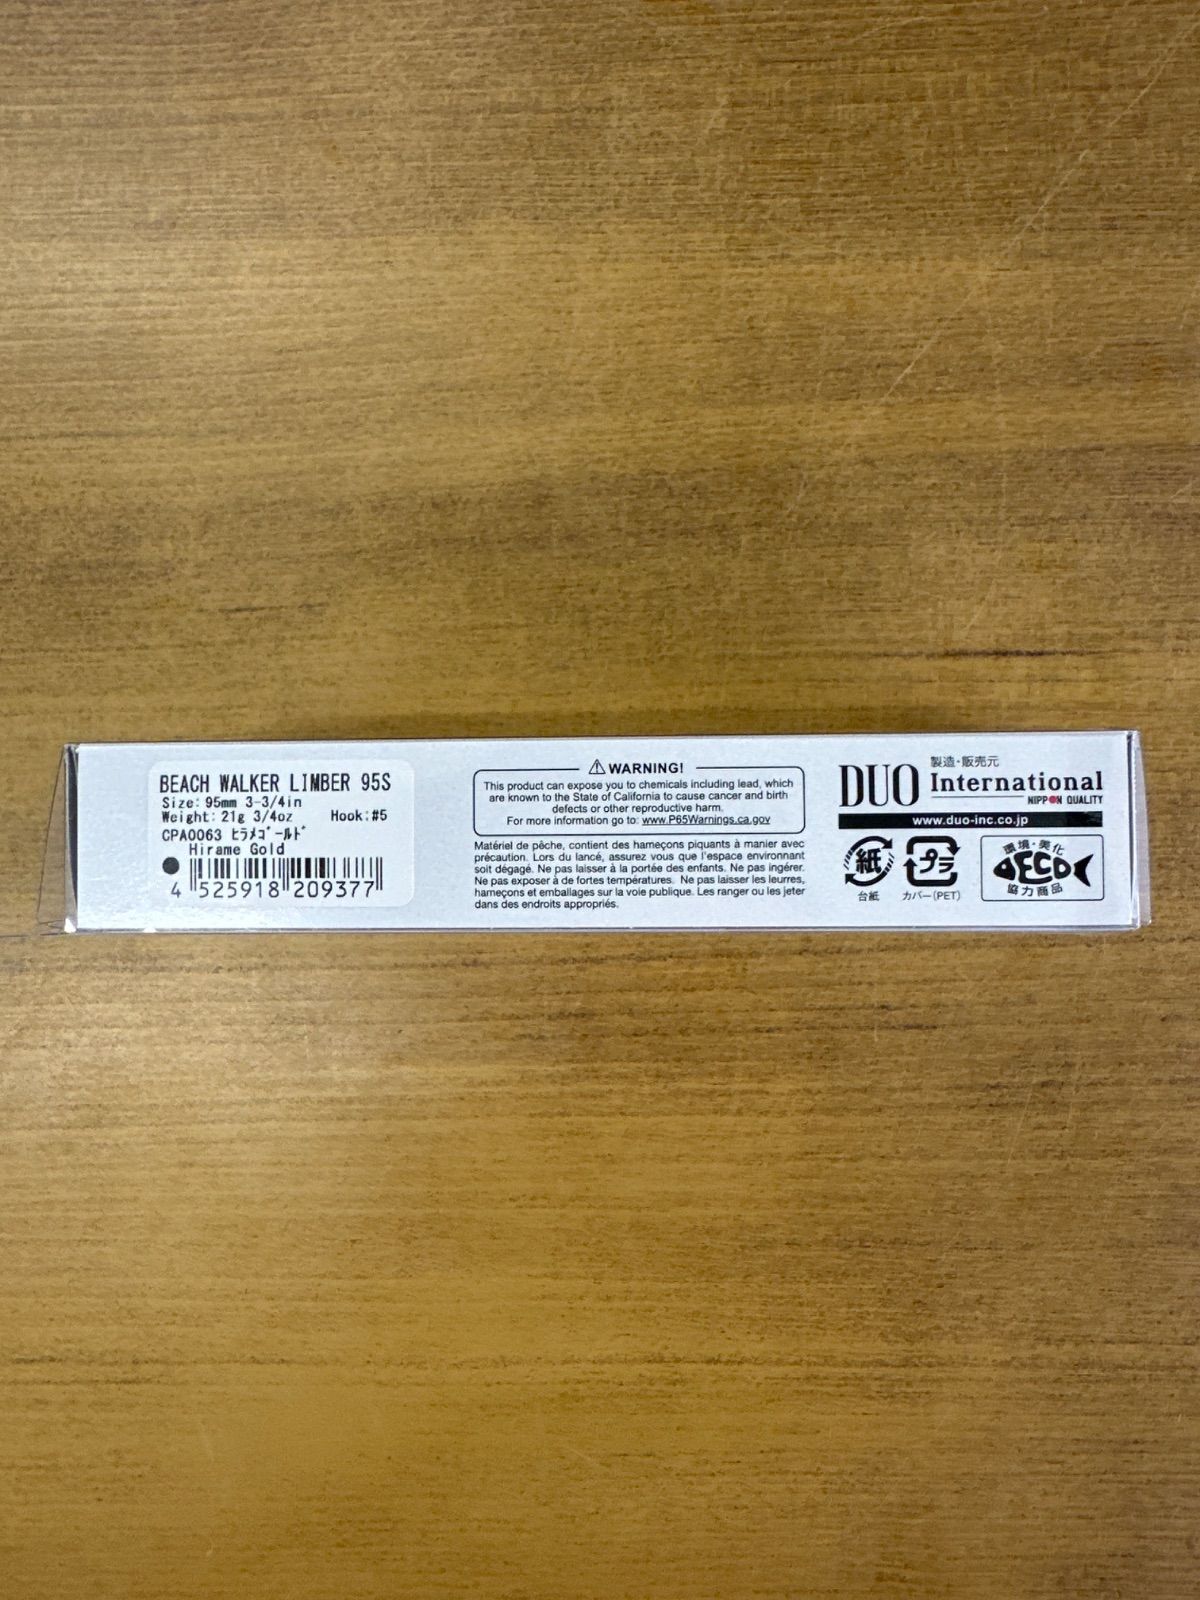 BEACH WALKER LIMBER 95S
Size: 95mm 3-3/4in
Weight: 21g 3/4oz Hook:#5
CPA0063 ﾋﾗﾒｺﾞｰﾙﾄﾞ
Hirame Gold
4 525918 209377
⚠WARNING!
This product can expose you to chemicals including lead, which
are known to the State of California to cause cancer and birth
defects or other reproductive harm.
For more information go to: www.P65Warnings.ca.gov
Matériel de pêche, contient des hameçons piquants à manier avec
précaution. Lors du lancé, assurez vous que l'espace environnant
soit dégagé. Ne pas laisser à la portée des enfants. Ne pas ingérer.
Ne pas exposer à de fortes températures. Ne pas laisser les leurres,
hameçons et emballages sur la voie publique. Les ranger ou les jeter
dans des endroits appropriés.
製造・販売元
DUO International
NIPPON QUALITY
www.duo-inc.co.jp
紙
台紙
プラ
カバー(PET)
環境・美化
ECO
協力商品